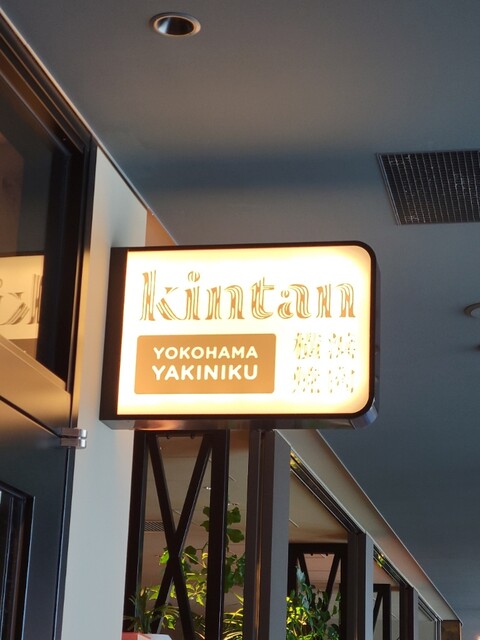 kintan
YOKOHAMA
YAKINIKU
横浜
焼肉